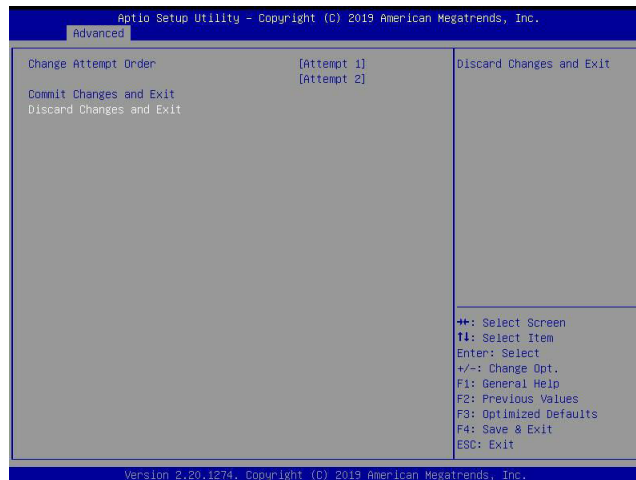 Aptio Setup Utility – Copyright (C) 2019 American Megatrends, Inc.
Advanced
Change Attempt Order [Attempt 1]
[Attempt 2]
Commit Changes and Exit
Discard Changes and Exit
Discard Changes and Exit
→←: Select Screen
↑↓: Select Item
Enter: Select
+/-: Change Opt.
F1: General Help
F2: Previous Values
F3: Optimized Defaults
F4: Save & Exit
ESC: Exit
Version 2.20.1274. Copyright (C) 2019 American Megatrends, Inc.